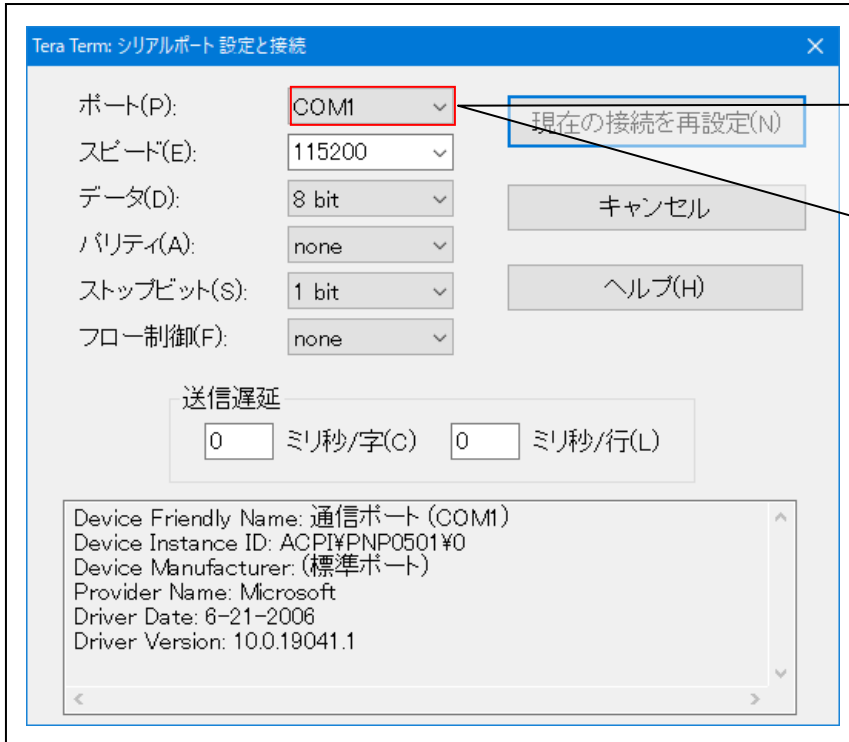 Tera Term: シリアルポート 設定と接続
ポート(P): COM1 現在の接続を再設定(N)
スピード(E): 115200
データ(D): 8 bit キャンセル
パリティ(A): none
ストップビット(S): 1 bit ヘルプ(H)
フロー制御(F): none
送信遅延
0 ミリ秒/字(C) 0 ミリ秒/行(L)
Device Friendly Name: 通信ポート (COM1)
Device Instance ID: ACPI¥PNP0501¥0
Device Manufacturer: (標準ポート)
Provider Name: Microsoft
Driver Date: 6-21-2006
Driver Version: 10.0.19041.1